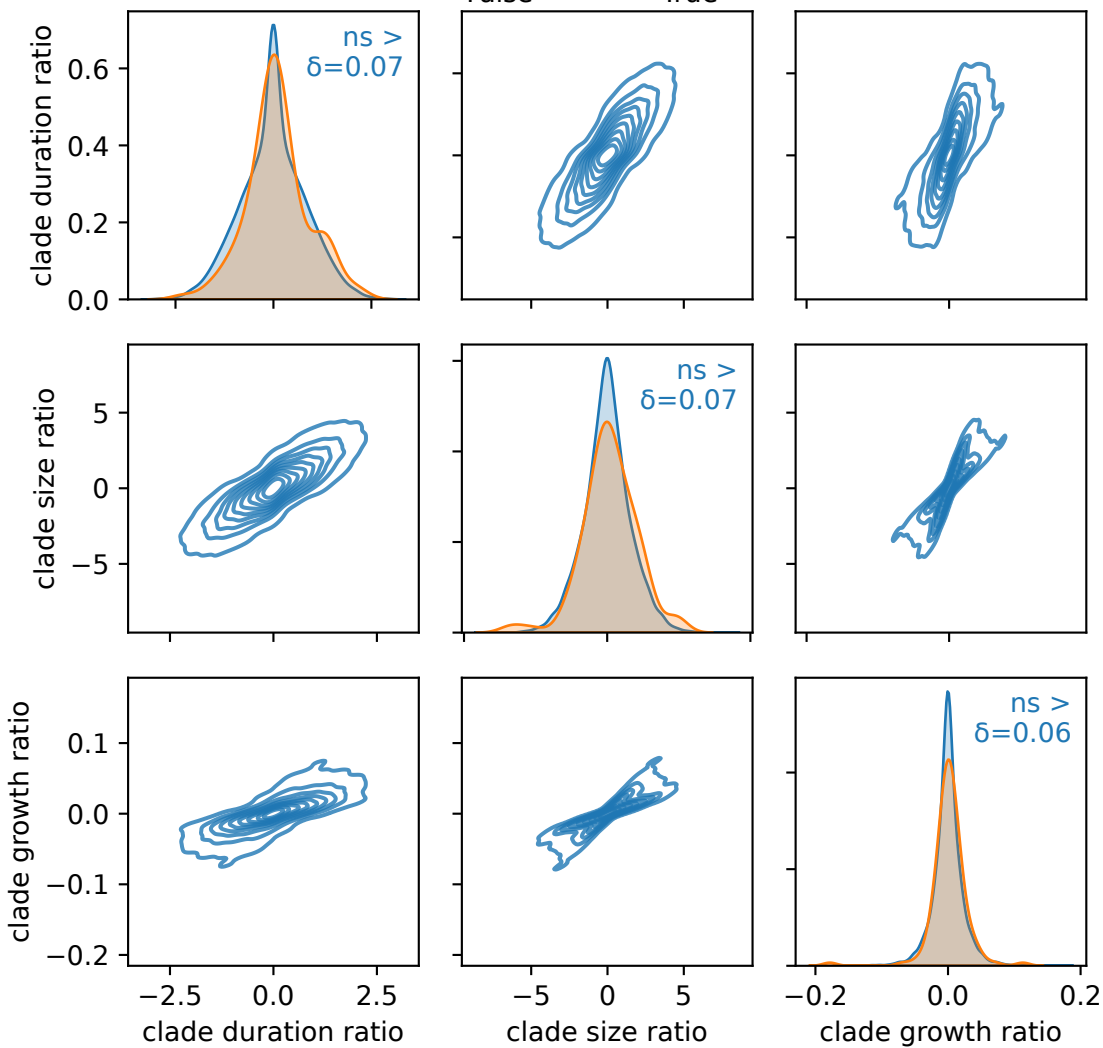 False True
clade duration ratio
0.6
0.4
0.2
0.0
ns >
δ=0.07
clade size ratio
5
0
−5
ns >
δ=0.07
clade growth ratio
0.1
0.0
−0.1
−0.2
ns >
δ=0.06
−2.5 0.0 2.5
−5 0 5
−0.2 0.0 0.2
clade duration ratio
clade size ratio
clade growth ratio